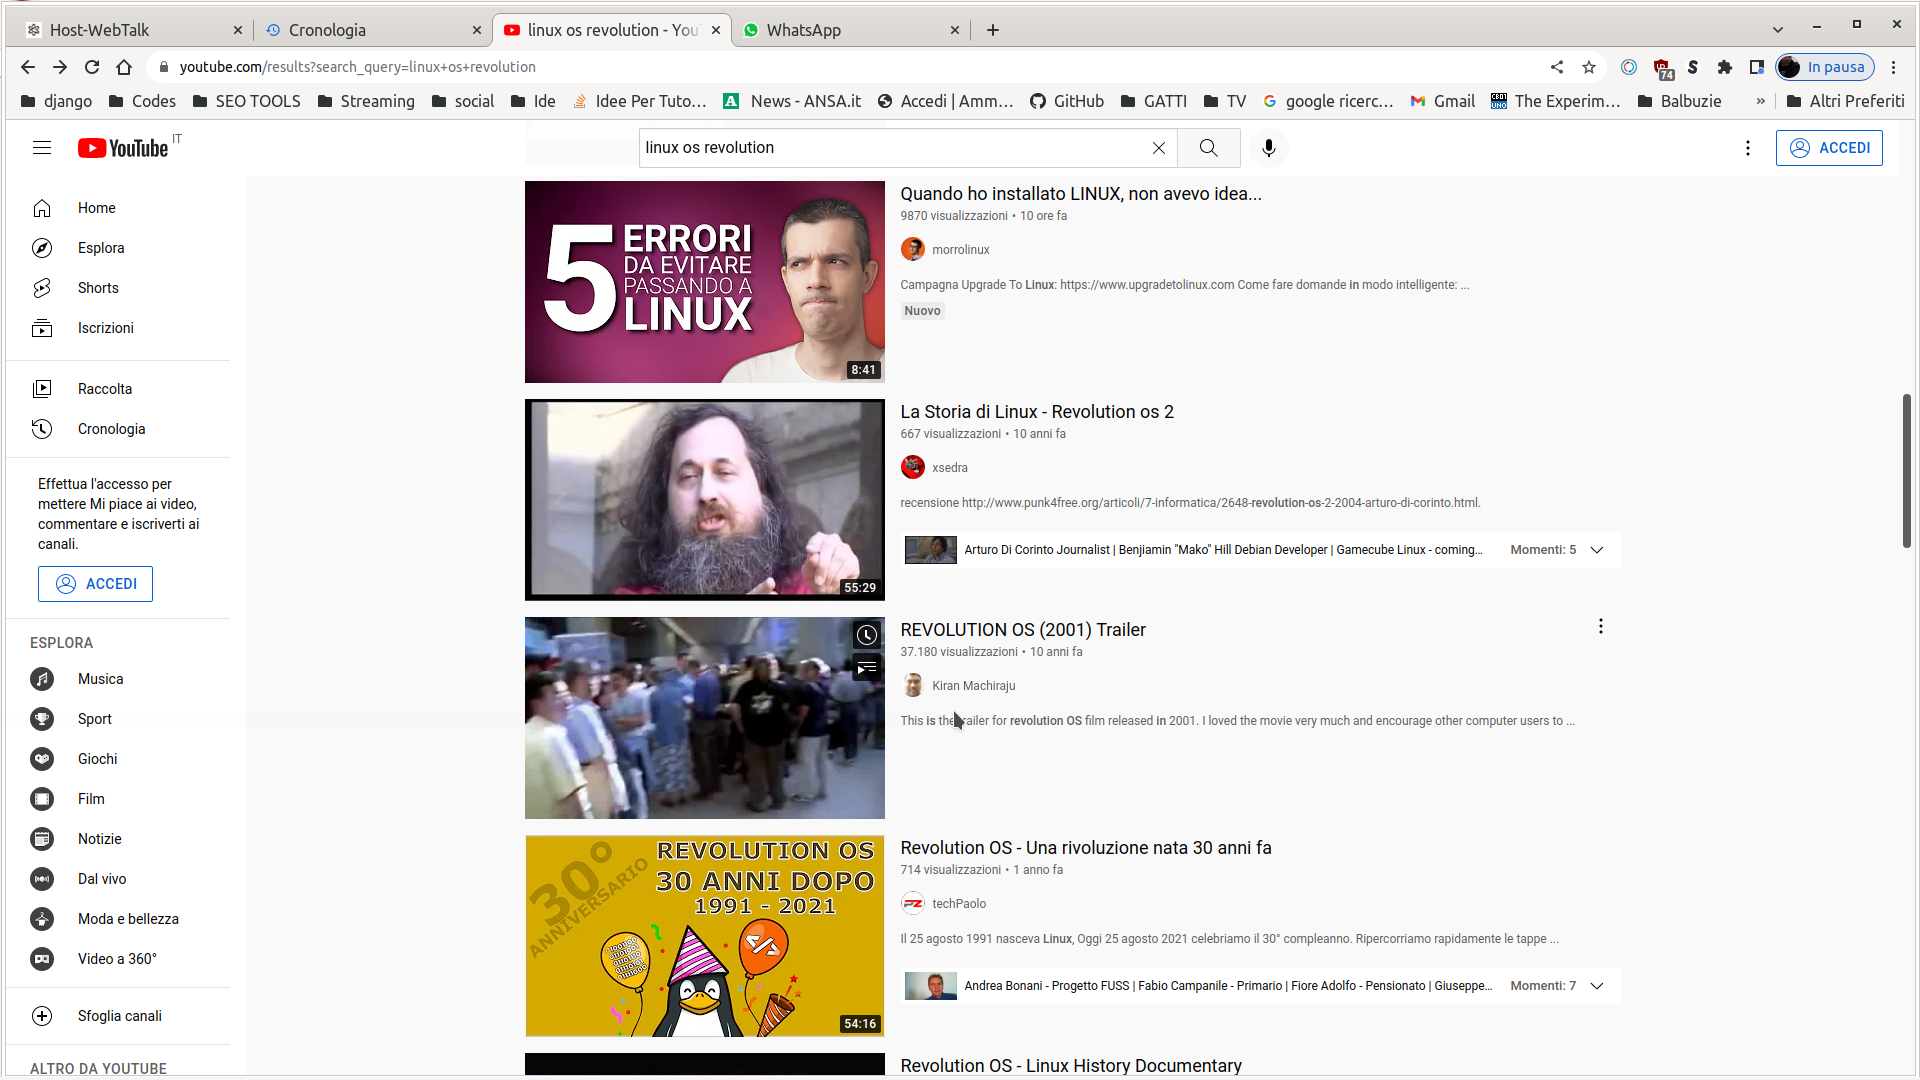 Host-WebTalk
Cronologia
linux os revolution - You
WhatsApp
youtube.com/results?search_query=linux+os+revolution
74
In pausa
django
Codes
SEO TOOLS
Streaming
social
Ide
Idee Per Tuto...
News - ANSA.it
Accedi | Amm...
GitHub
GATTI
TV
google ricerc...
Gmail
The Experim...
Balbuzie
»
Altri Preferiti
YouTube IT
linux os revolution
ACCEDI
Home
Esplora
Shorts
Iscrizioni
Raccolta
Cronologia
Effettua l'accesso per
mettere Mi piace ai video,
commentare e iscriverti ai
canali.
ACCEDI
ESPLORA
Musica
Sport
Giochi
Film
Notizie
Dal vivo
Moda e bellezza
Video a 360°
Sfoglia canali
ALTRO DA YOUTUBE
5 ERRORI
DA EVITARE
PASSANDO A
LINUX
8:41
Quando ho installato LINUX, non avevo idea...
9870 visualizzazioni • 10 ore fa
morrolinux
Campagna Upgrade To Linux: https://www.upgradetolinux.com Come fare domande in modo intelligente: ...
Nuovo
55:29
La Storia di Linux - Revolution os 2
667 visualizzazioni • 10 anni fa
xsedra
recensione http://www.punk4free.org/articoli/7-informatica/2648-revolution-os-2-2004-arturo-di-corinto.html.
Arturo Di Corinto Journalist | Benjiamin "Mako" Hill Debian Developer | Gamecube Linux - coming...
Momenti: 5
REVOLUTION OS (2001) Trailer
37.180 visualizzazioni • 10 anni fa
Kiran Machiraju
This is the trailer for revolution OS film released in 2001. I loved the movie very much and encourage other computer users to ...
30°
ANNIVERSARIO
REVOLUTION OS
30 ANNI DOPO
1991 - 2021
</>
54:16
Revolution OS - Una rivoluzione nata 30 anni fa
714 visualizzazioni • 1 anno fa
techPaolo
Il 25 agosto 1991 nasceva Linux, Oggi 25 agosto 2021 celebriamo il 30° compleanno. Ripercorriamo rapidamente le tappe ...
Andrea Bonani - Progetto FUSS | Fabio Campanile - Primario | Fiore Adolfo - Pensionato | Giuseppe...
Momenti: 7
Revolution OS - Linux History Documentary